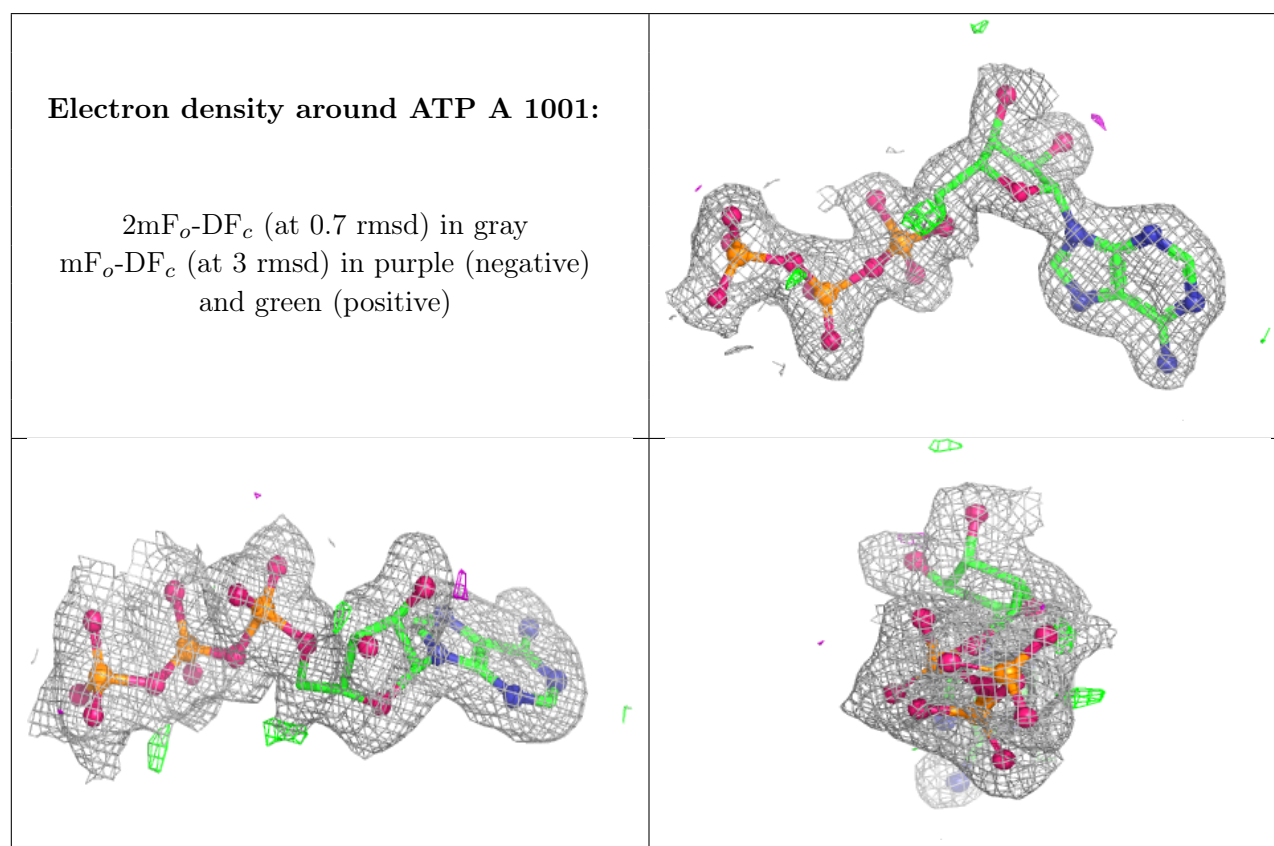 Electron density around ATP A 1001:
2mFₒ-DF𝒸 (at 0.7 rmsd) in gray
mFₒ-DF𝒸 (at 3 rmsd) in purple (negative)
and green (positive)